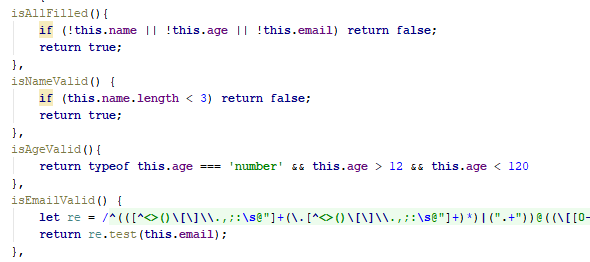 isAllFilled(){
if (!this.name || !this.age || !this.email) return false;
return true;
},
isNameValid() {
if (this.name.length < 3) return false;
return true;
},
isAgeValid(){
return typeof this.age === 'number' && this.age > 12 && this.age < 120
},
isEmailValid() {
let re = /^(([^<>()\[\]\\.,;:\s@"]+(\.[^<>()\[\]\\.,;:\s@"]+)*)|(".+"))@((\[[0-
return re.test(this.email);
},